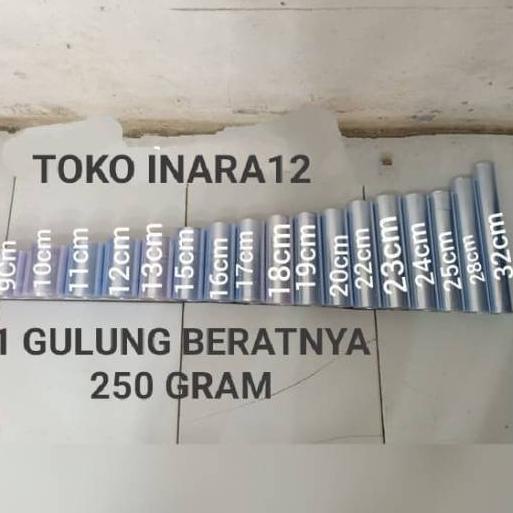 TOKO INARA12
9cm
10cm
11cm
12cm
13cm
15cm
16cm
17cm
18cm
19cm
20cm
22cm
23cm
24cm
25cm
28cm
32cm
1 GULUNG BERATNYA
250 GRAM